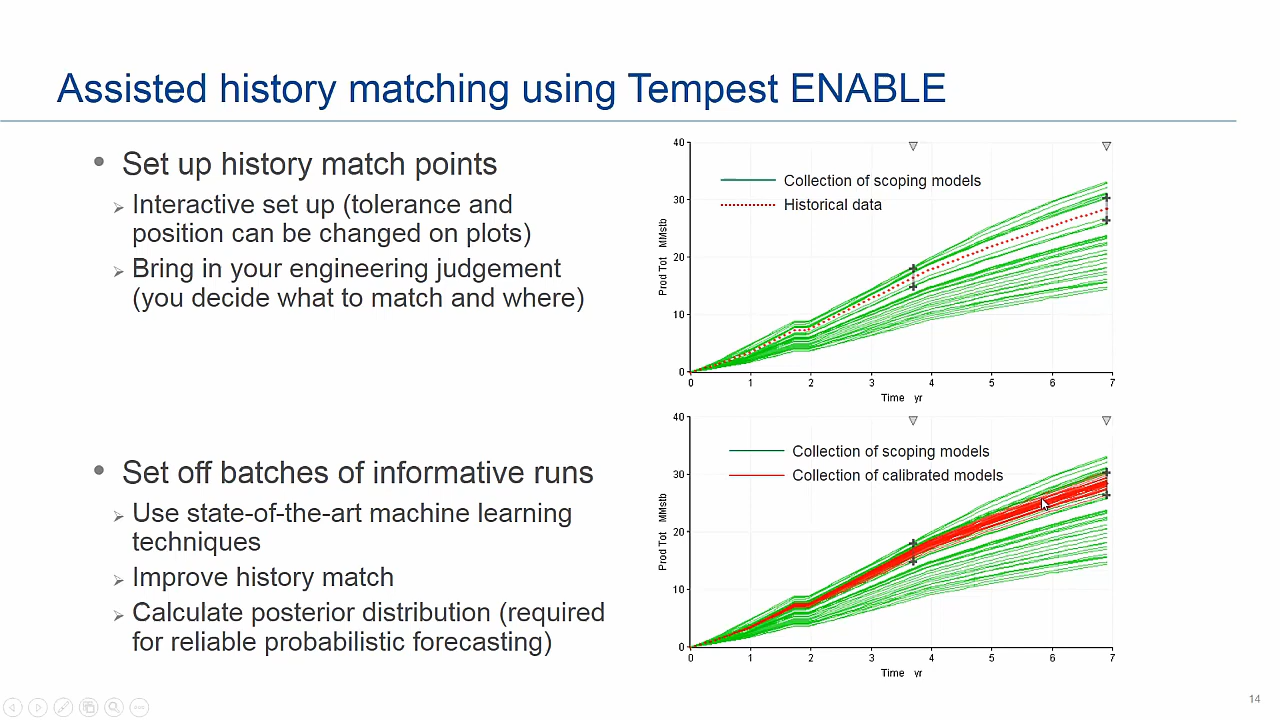 Assisted history matching using Tempest ENABLE
• Set up history match points
➢ Interactive set up (tolerance and
position can be changed on plots)
➢ Bring in your engineering judgement
(you decide what to match and where)
• Set off batches of informative runs
➢ Use state-of-the-art machine learning
techniques
➢ Improve history match
➢ Calculate posterior distribution (required
for reliable probabilistic forecasting)
40
30
20
10
0
Prod Tot MMstb
Collection of scoping models
Historical data
0 1 2 3 4 5 6 7
Time yr
40
30
20
10
0
Prod Tot MMstb
Collection of scoping models
Collection of calibrated models
0 1 2 3 4 5 6 7
Time yr
14